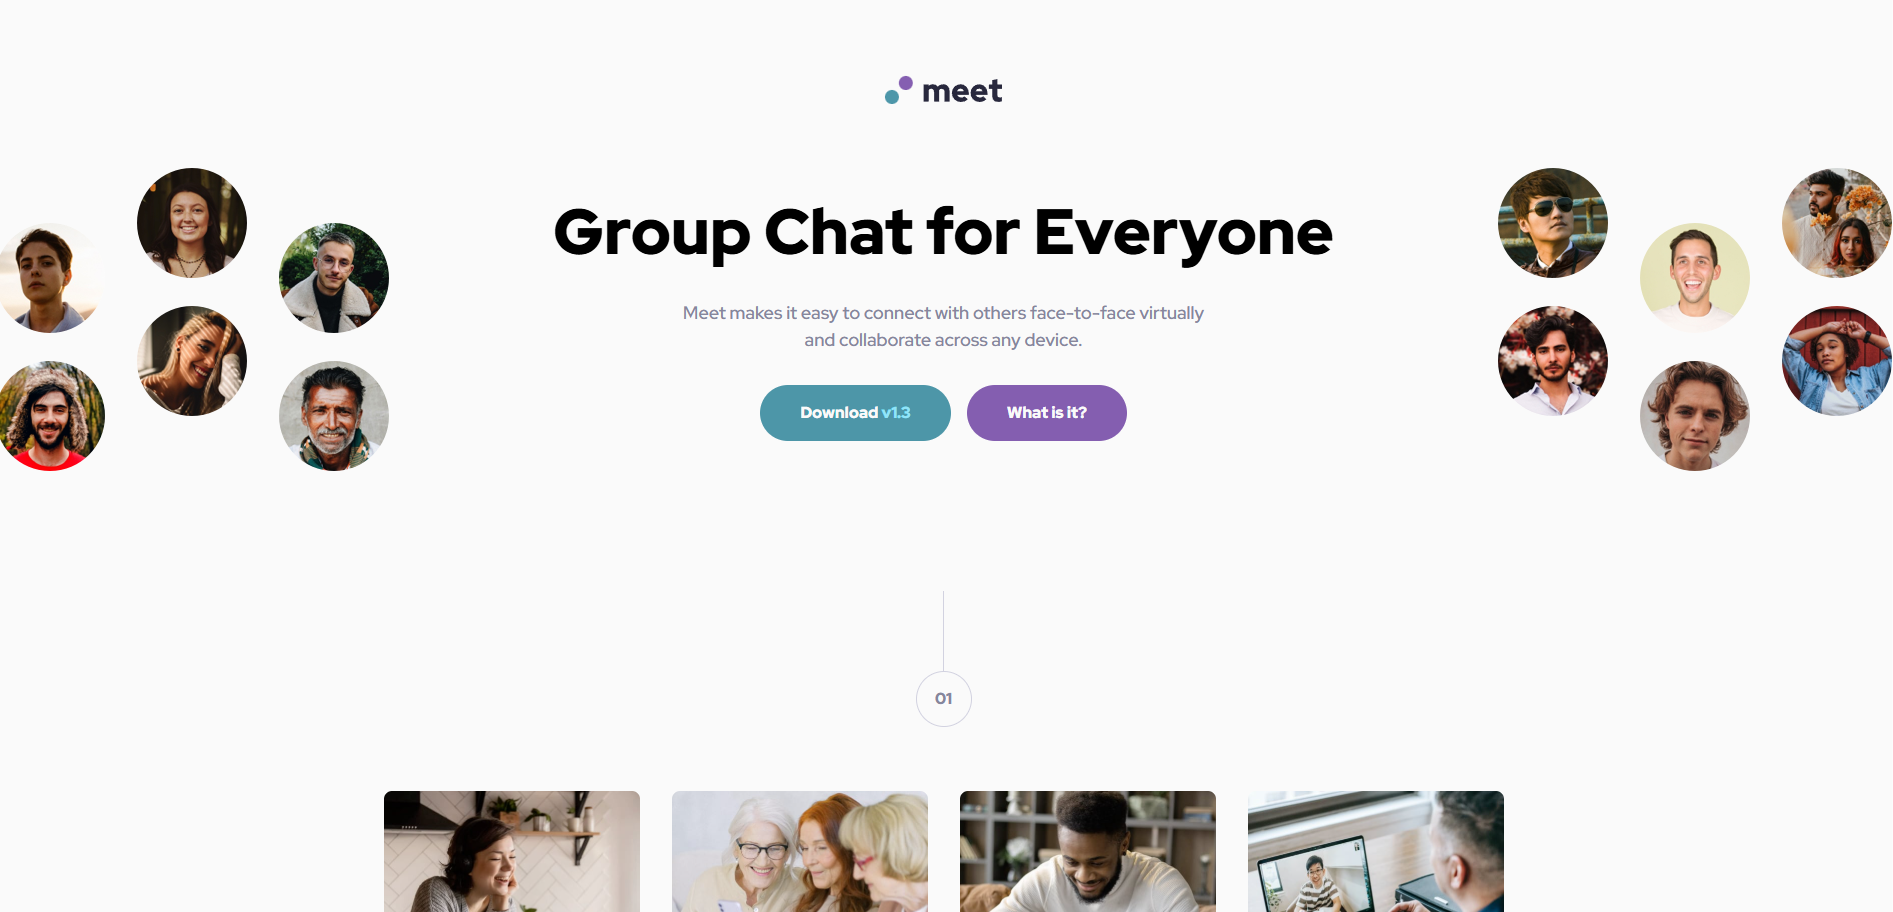 meet
Group Chat for Everyone
Meet makes it easy to connect with others face-to-face virtually
and collaborate across any device.
Download v1.3
What is it?
01